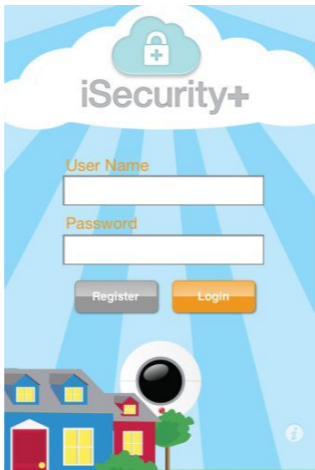 iSecurity+
User Name
Password
Register
Login
i